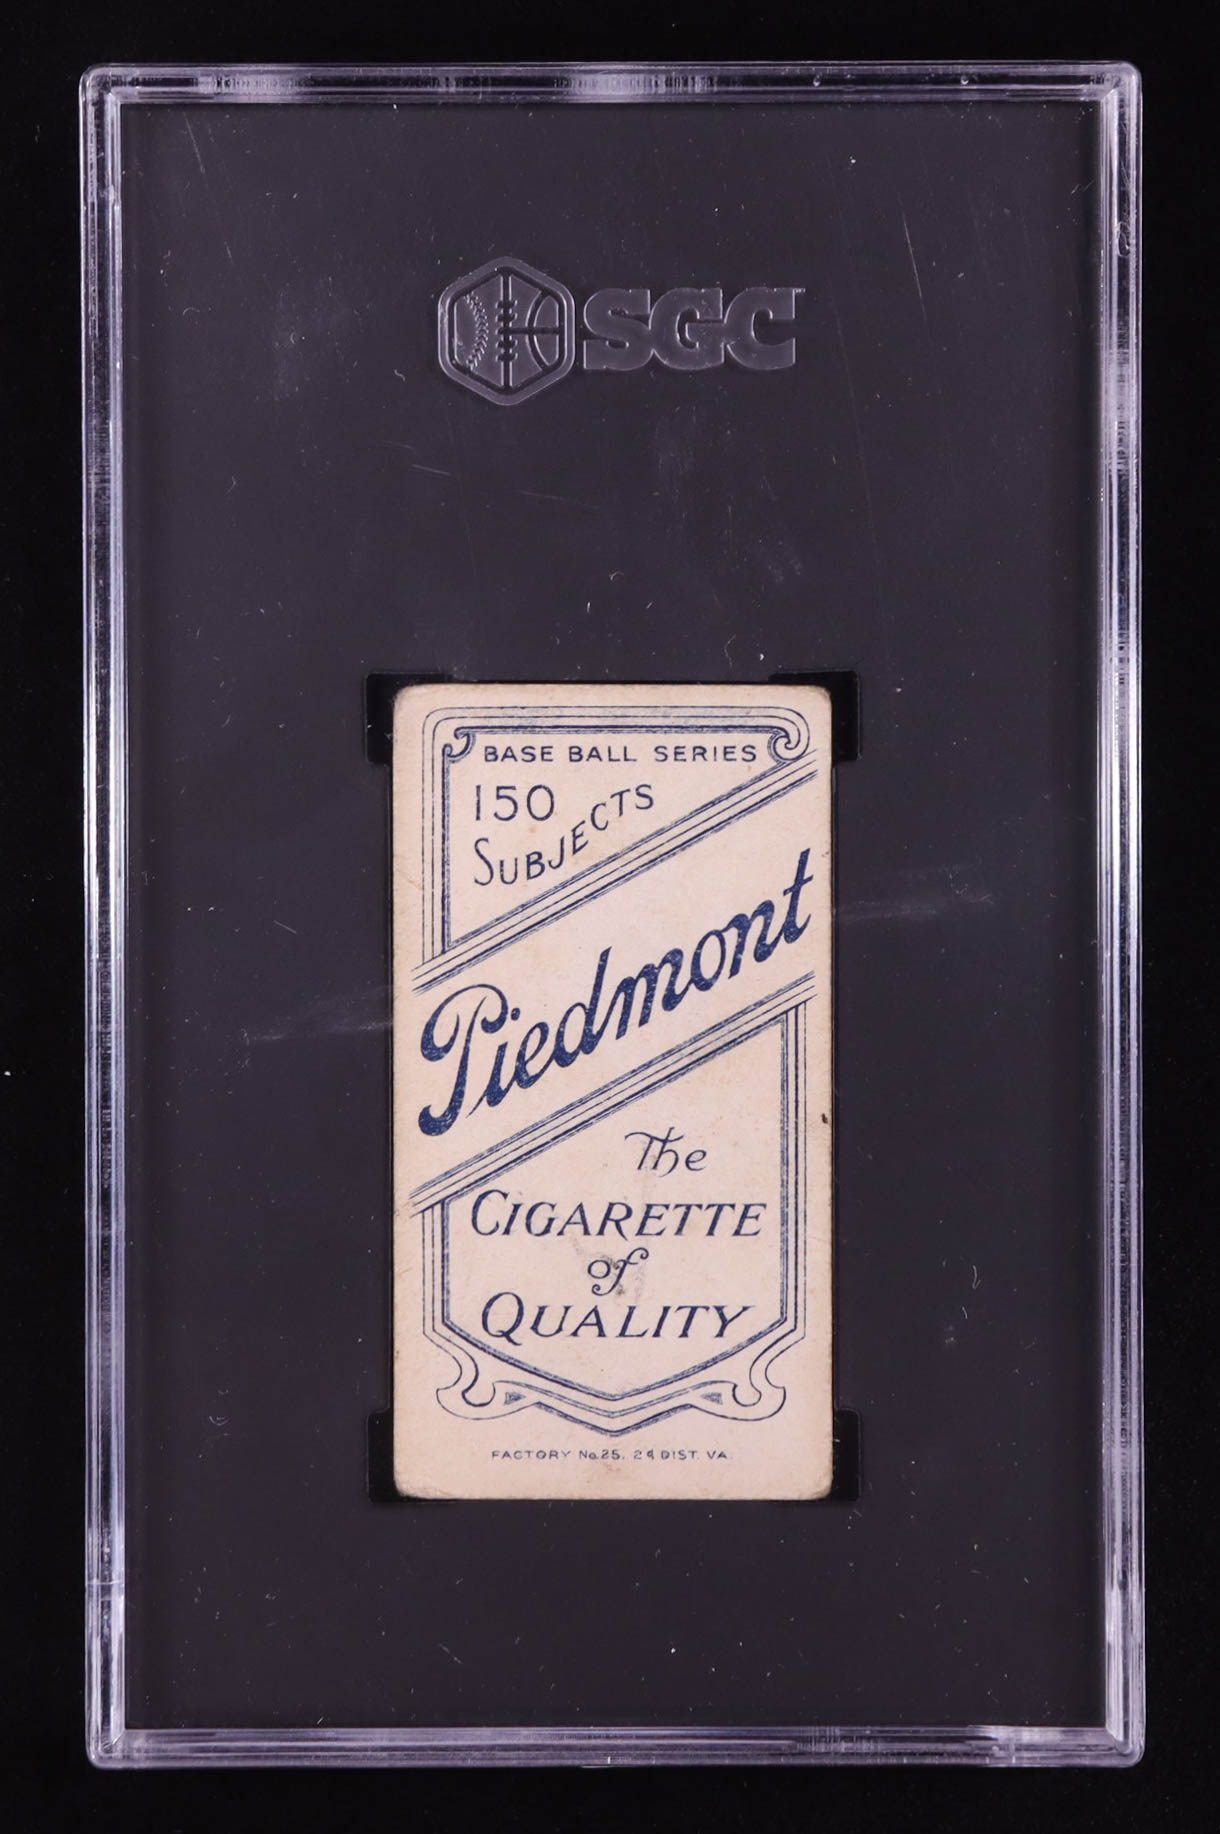 SGC
BASE BALL SERIES
150
SUBJECTS
Piedmont
The
CIGARETTE
of
QUALITY
FACTORY No. 25. 2d DIST. VA.